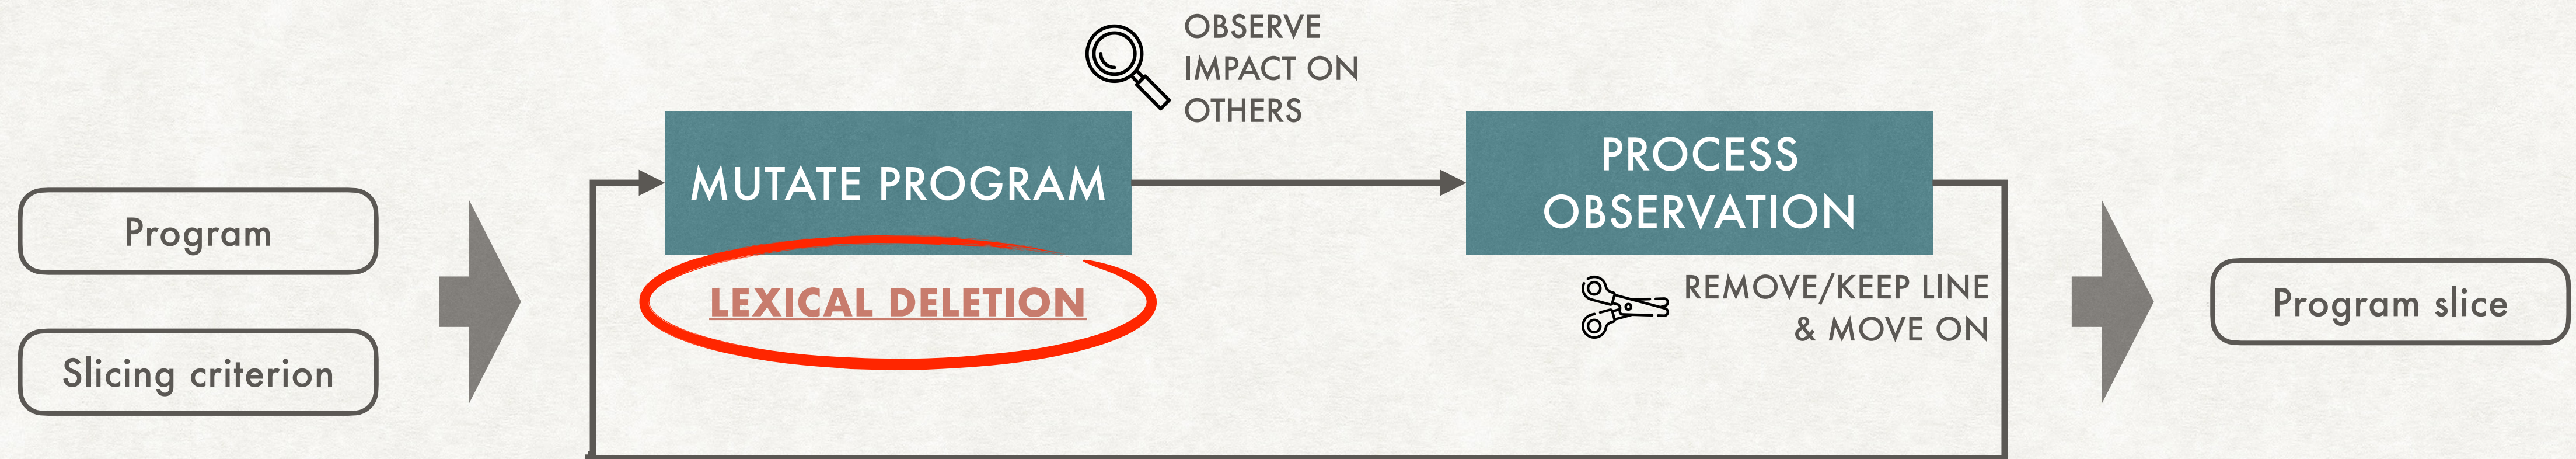 Program
Slicing criterion
OBSERVE
IMPACT ON
OTHERS
MUTATE PROGRAM
LEXICAL DELETION
PROCESS
OBSERVATION
REMOVE/KEEP LINE
& MOVE ON
Program slice